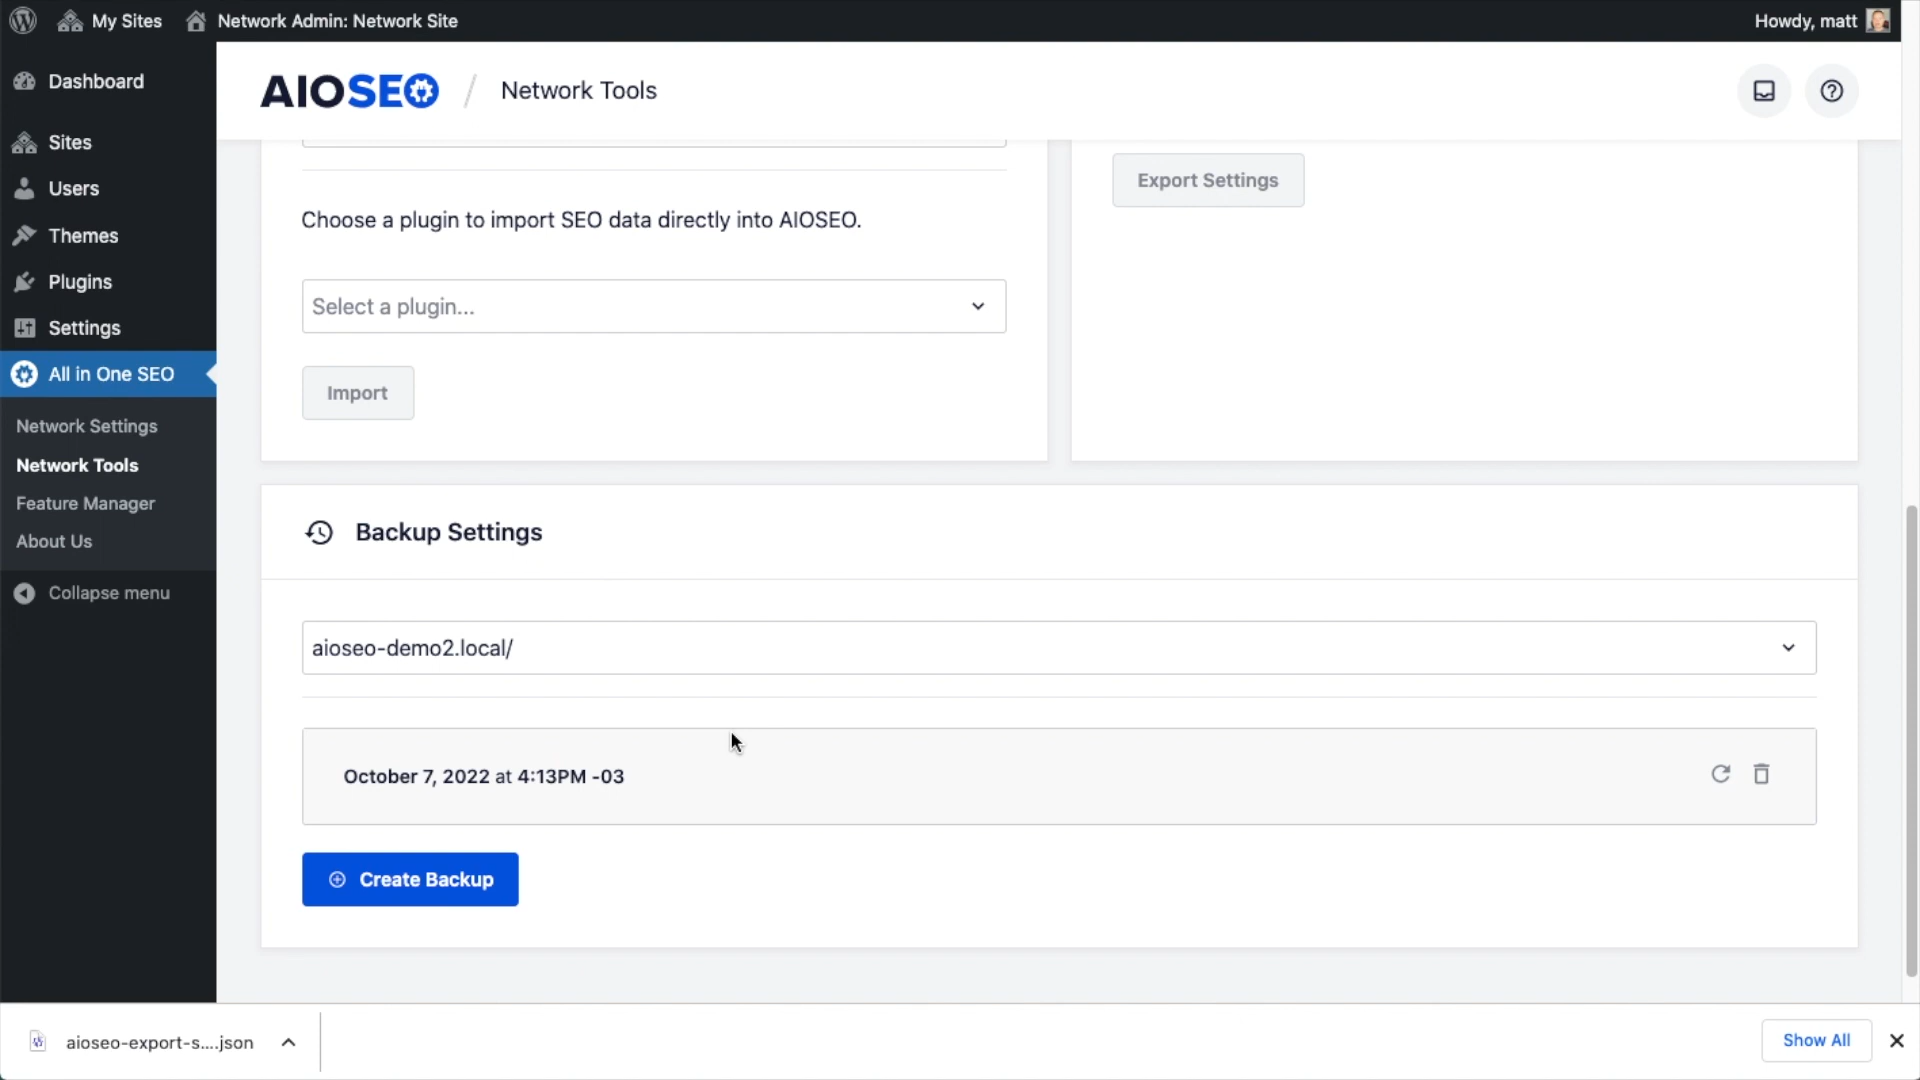 My Sites
Network Admin: Network Site
Howdy, matt
Dashboard
Sites
Users
Themes
Plugins
Settings
All in One SEO
Network Settings
Network Tools
Feature Manager
About Us
Collapse menu
AIOSEO / Network Tools
Export Settings
Choose a plugin to import SEO data directly into AIOSEO.
Select a plugin...
Import
Backup Settings
aioseo-demo2.local/
October 7, 2022 at 4:13PM -03
Create Backup
aioseo-export-s....json
Show All